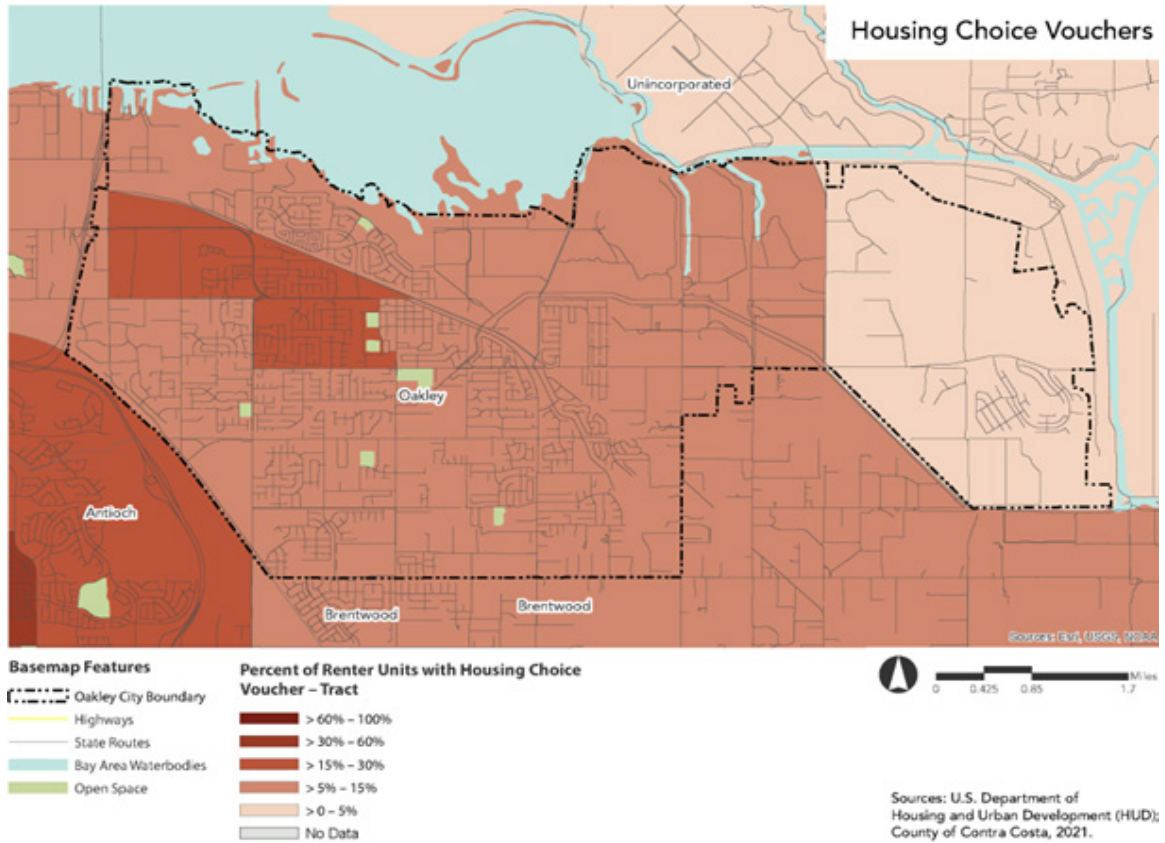 Housing Choice Vouchers
Unincorporated
Oakley
Antioch
Brentwood
Brentwood
Sources: Esri, USGS, NOAA
Basemap Features
Oakley City Boundary
Highways
State Routes
Bay Area Waterbodies
Open Space
Percent of Renter Units with Housing Choice
Voucher – Tract
> 60% – 100%
> 30% – 60%
> 15% – 30%
> 5% – 15%
> 0 – 5%
No Data
Miles
0 0.425 0.85 1.7
Sources: U.S. Department of
Housing and Urban Development (HUD);
County of Contra Costa, 2021.